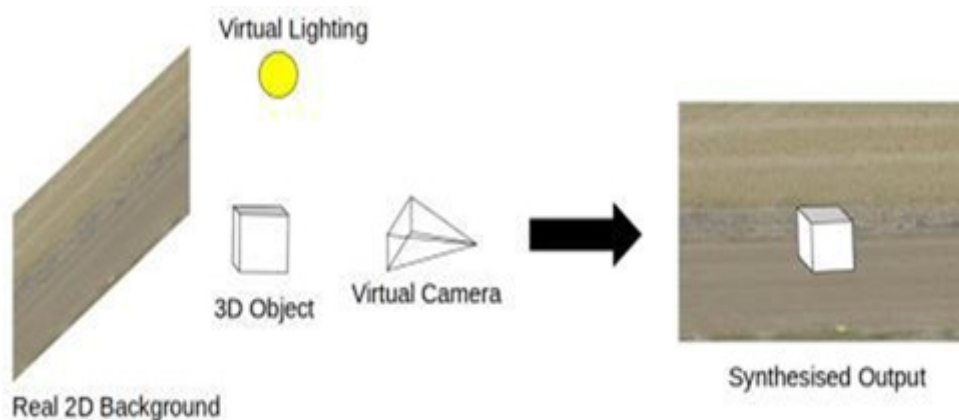 Virtual Lighting
3D Object
Virtual Camera
Real 2D Background
Synthesised Output